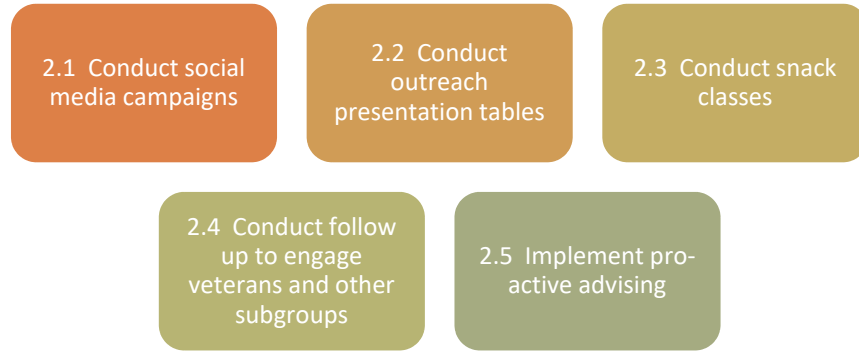 2.1 Conduct social
media campaigns
2.2 Conduct
outreach
presentation tables
2.3 Conduct snack
classes
2.4 Conduct follow
up to engage
veterans and other
subgroups
2.5 Implement pro-
active advising